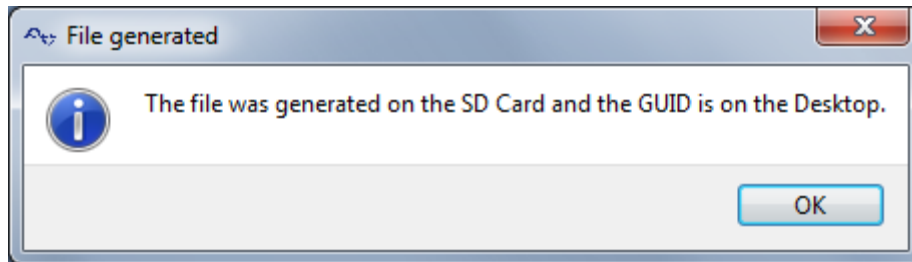 File generated
The file was generated on the SD Card and the GUID is on the Desktop.
OK